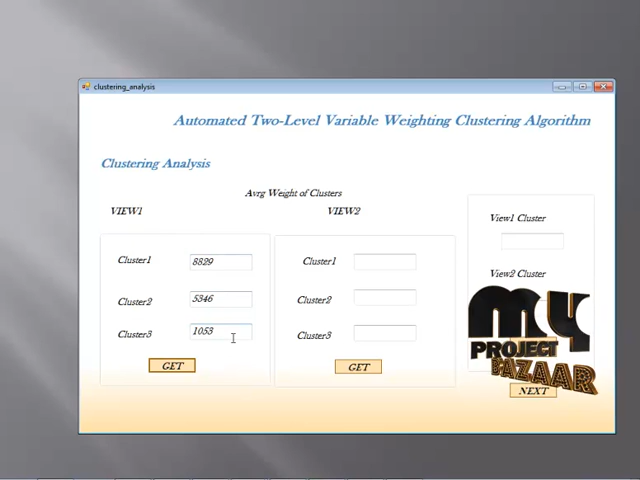 clustering_analysis
Automated Two-Level Variable Weighting Clustering Algorithm
Clustering Analysis
Avrg Weight of Clusters
VIEW1
VIEW2
View1 Cluster
Cluster1
8829
Cluster1
View2 Cluster
Cluster2
5346
Cluster2
Cluster3
1053
Cluster3
my
PROJECT
BAZAAR
GET
GET
NEXT